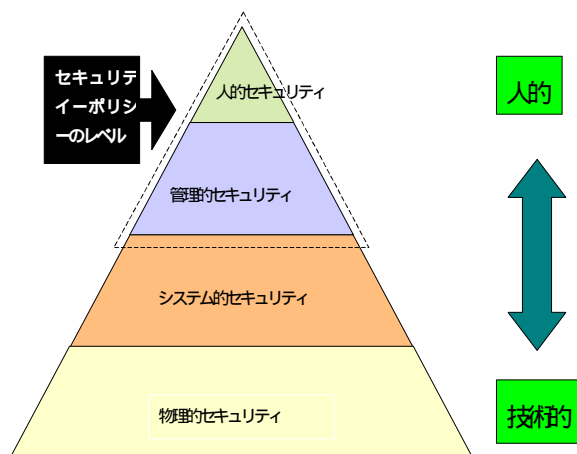 セキュリテ
ィーポリシ
ーのレベル
人的セキュリティ
人的
管理的セキュリティ
システム的セキュリティ
物理的セキュリティ
技術的